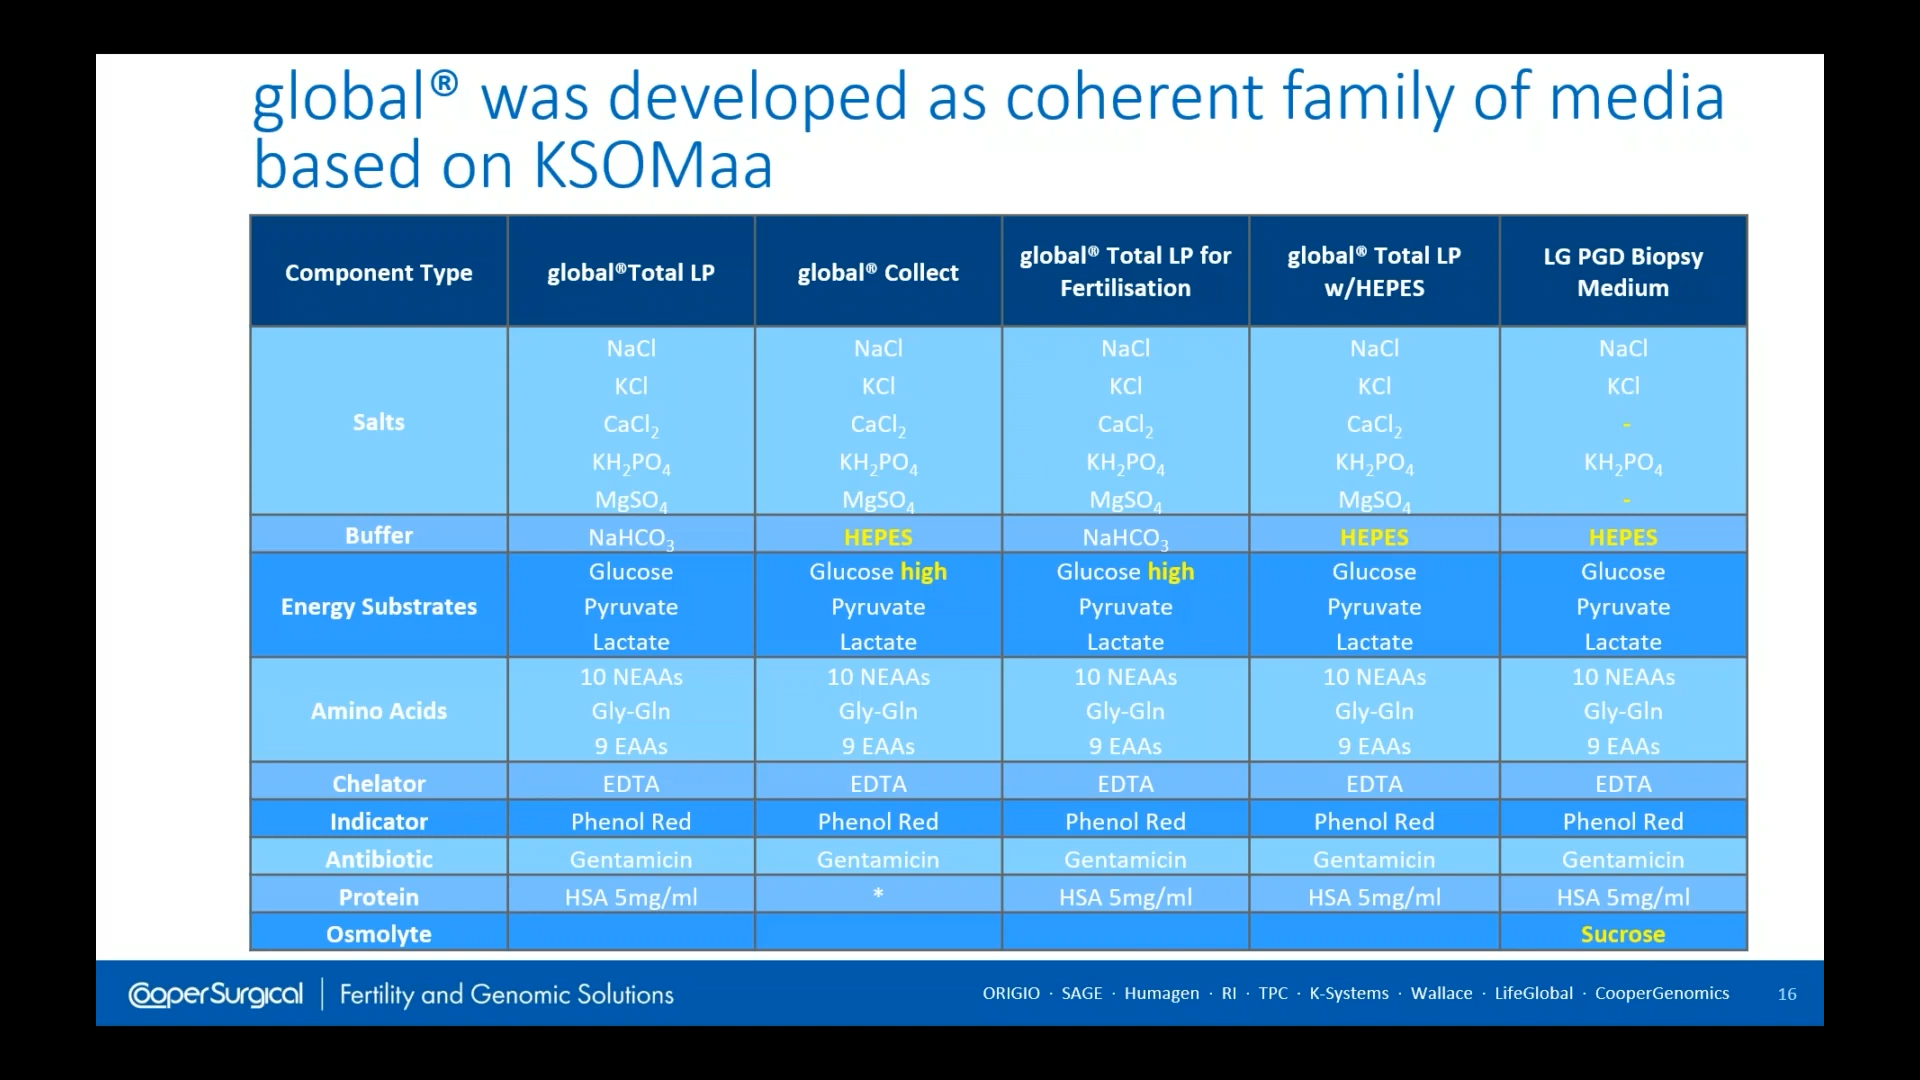 global® was developed as coherent family of media
based on KSOMaa
Component Type	global®Total LP	global® Collect	global® Total LP for Fertilisation	global® Total LP w/HEPES	LG PGD Biopsy Medium
Salts
NaCl	NaCl	NaCl	NaCl	NaCl
KCl	KCl	KCl	KCl	KCl
CaCl₂	CaCl₂	CaCl₂	CaCl₂	-
KH₂PO₄	KH₂PO₄	KH₂PO₄	KH₂PO₄	KH₂PO₄
MgSO₄	MgSO₄	MgSO₄	MgSO₄	-
Buffer	NaHCO₃	HEPES	NaHCO₃	HEPES	HEPES
Energy Substrates
Glucose	Glucose high	Glucose high	Glucose	Glucose
Pyruvate	Pyruvate	Pyruvate	Pyruvate	Pyruvate
Lactate	Lactate	Lactate	Lactate	Lactate
Amino Acids
10 NEAAs	10 NEAAs	10 NEAAs	10 NEAAs	10 NEAAs
Gly-Gln	Gly-Gln	Gly-Gln	Gly-Gln	Gly-Gln
9 EAAs	9 EAAs	9 EAAs	9 EAAs	9 EAAs
Chelator	EDTA	EDTA	EDTA	EDTA	EDTA
Indicator	Phenol Red	Phenol Red	Phenol Red	Phenol Red	Phenol Red
Antibiotic	Gentamicin	Gentamicin	Gentamicin	Gentamicin	Gentamicin
Protein	HSA 5mg/ml	*	HSA 5mg/ml	HSA 5mg/ml	HSA 5mg/ml
Osmolyte	Sucrose
CooperSurgical | Fertility and Genomic Solutions
ORIGIO · SAGE · Humagen · RI · TPC · K-Systems · Wallace · LifeGlobal · CooperGenomics
16